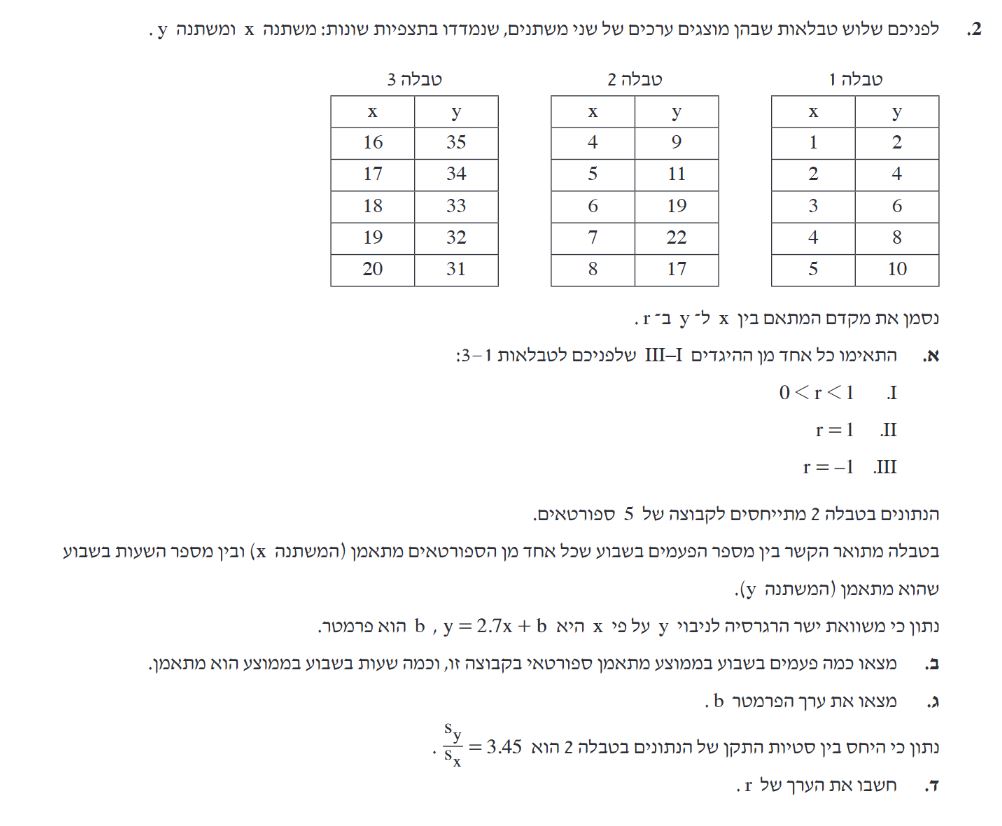 2. לפניכם שלוש טבלאות שבהן מוצגים ערכים של שני משתנים, שנמדדו בתצפיות שונות: משתנה x ומשתנה y .
טבלה 1 טבלה 2 טבלה 3
x y x y x y
1 2 4 9 16 35
2 4 5 11 17 34
3 6 6 19 18 33
4 8 7 22 19 32
5 10 8 17 20 31
נסמן את מקדם המתאם בין x ל־ y ב־ r .
א. התאימו כל אחד מן ההיגדים I–III שלפניכם לטבלאות 1–3:
I. 0 < r < 1
II. r = 1
III. r = –1
הנתונים בטבלה 2 מתייחסים לקבוצה של 5 ספורטאים.
בטבלה מתואר הקשר בין מספר הפעמים בשבוע שכל אחד מן הספורטאים מתאמן (המשתנה x) ובין מספר השעות בשבוע
שהוא מתאמן (המשתנה y).
נתון כי משוואת ישר הרגרסיה לניבוי y על פי x היא y = 2.7x + b , b הוא פרמטר.
ב. מצאו כמה פעמים בשבוע בממוצע מתאמן ספורטאי בקבוצה זו, וכמה שעות בשבוע בממוצע הוא מתאמן.
ג. מצאו את ערך הפרמטר b .
נתון כי היחס בין סטיות התקן של הנתונים בטבלה 2 הוא s_y/s_x = 3.45 .
ד. חשבו את הערך של r .